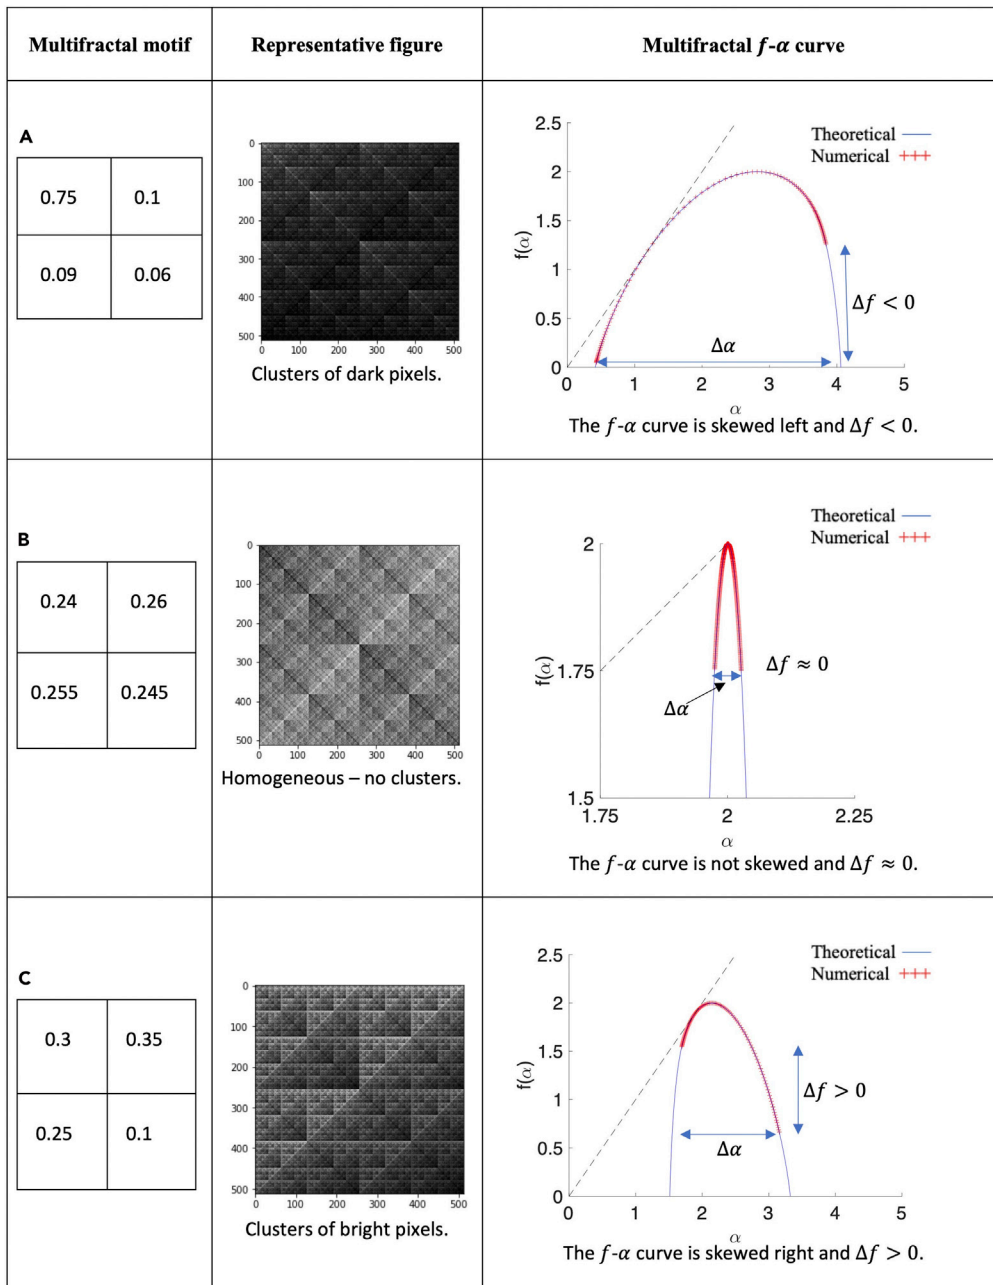 Multifractal motif
Representative figure
Multifractal f-α curve
A
0.75 0.1
0.09 0.06
0
100
200
300
400
500
0 100 200 300 400 500
Clusters of dark pixels.
2.5
2
1.5
1
0.5
0
f(α)
0 1 2 3 4 5
α
Theoretical
Numerical
Δf < 0
Δα
The f-α curve is skewed left and Δf < 0.
B
0.24 0.26
0.255 0.245
0
100
200
300
400
500
0 100 200 300 400 500
Homogeneous – no clusters.
2
1.75
1.5
f(α)
1.75 2 2.25
α
Theoretical
Numerical
Δf ≈ 0
Δα
The f-α curve is not skewed and Δf ≈ 0.
C
0.3 0.35
0.25 0.1
0
100
200
300
400
500
0 100 200 300 400 500
Clusters of bright pixels.
2.5
2
1.5
1
0.5
0
f(α)
0 1 2 3 4 5
α
Theoretical
Numerical
Δf > 0
Δα
The f-α curve is skewed right and Δf > 0.